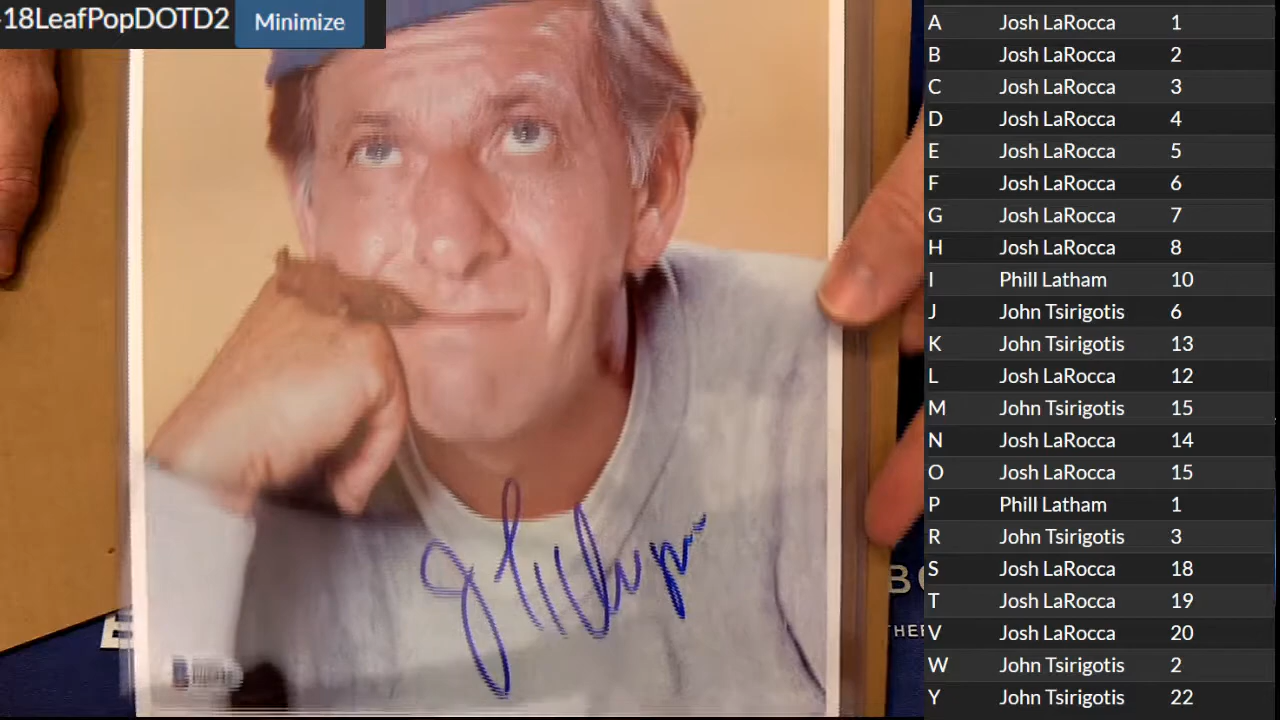 -18LeafPopDOTD2 Minimize
A Josh LaRocca 1
B Josh LaRocca 2
C Josh LaRocca 3
D Josh LaRocca 4
E Josh LaRocca 5
F Josh LaRocca 6
G Josh LaRocca 7
H Josh LaRocca 8
I Phill Latham 10
J John Tsirigotis 6
K John Tsirigotis 13
L Josh LaRocca 12
M John Tsirigotis 15
N Josh LaRocca 14
O Josh LaRocca 15
P Phill Latham 1
R John Tsirigotis 3
S Josh LaRocca 18
T Josh LaRocca 19
V Josh LaRocca 20
W John Tsirigotis 2
Y John Tsirigotis 22